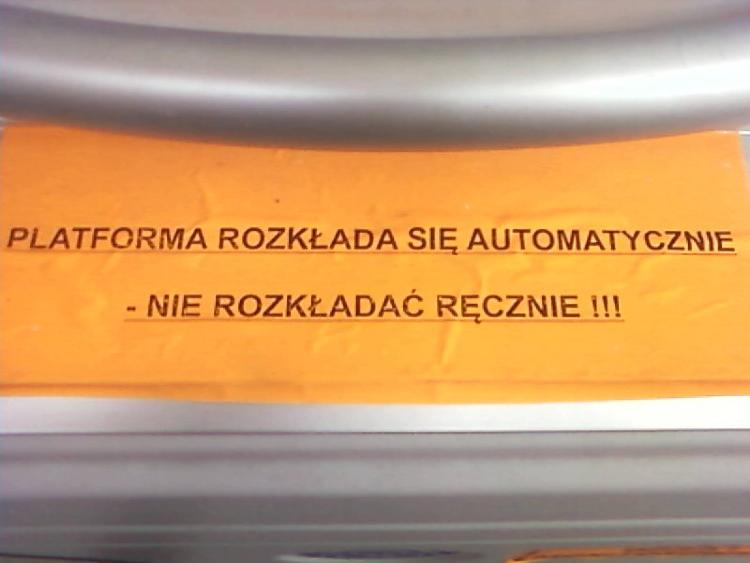 PLATFORMA ROZKŁADA SIĘ AUTOMATYCZNIE
- NIE ROZKŁADAĆ RĘCZNIE !!!